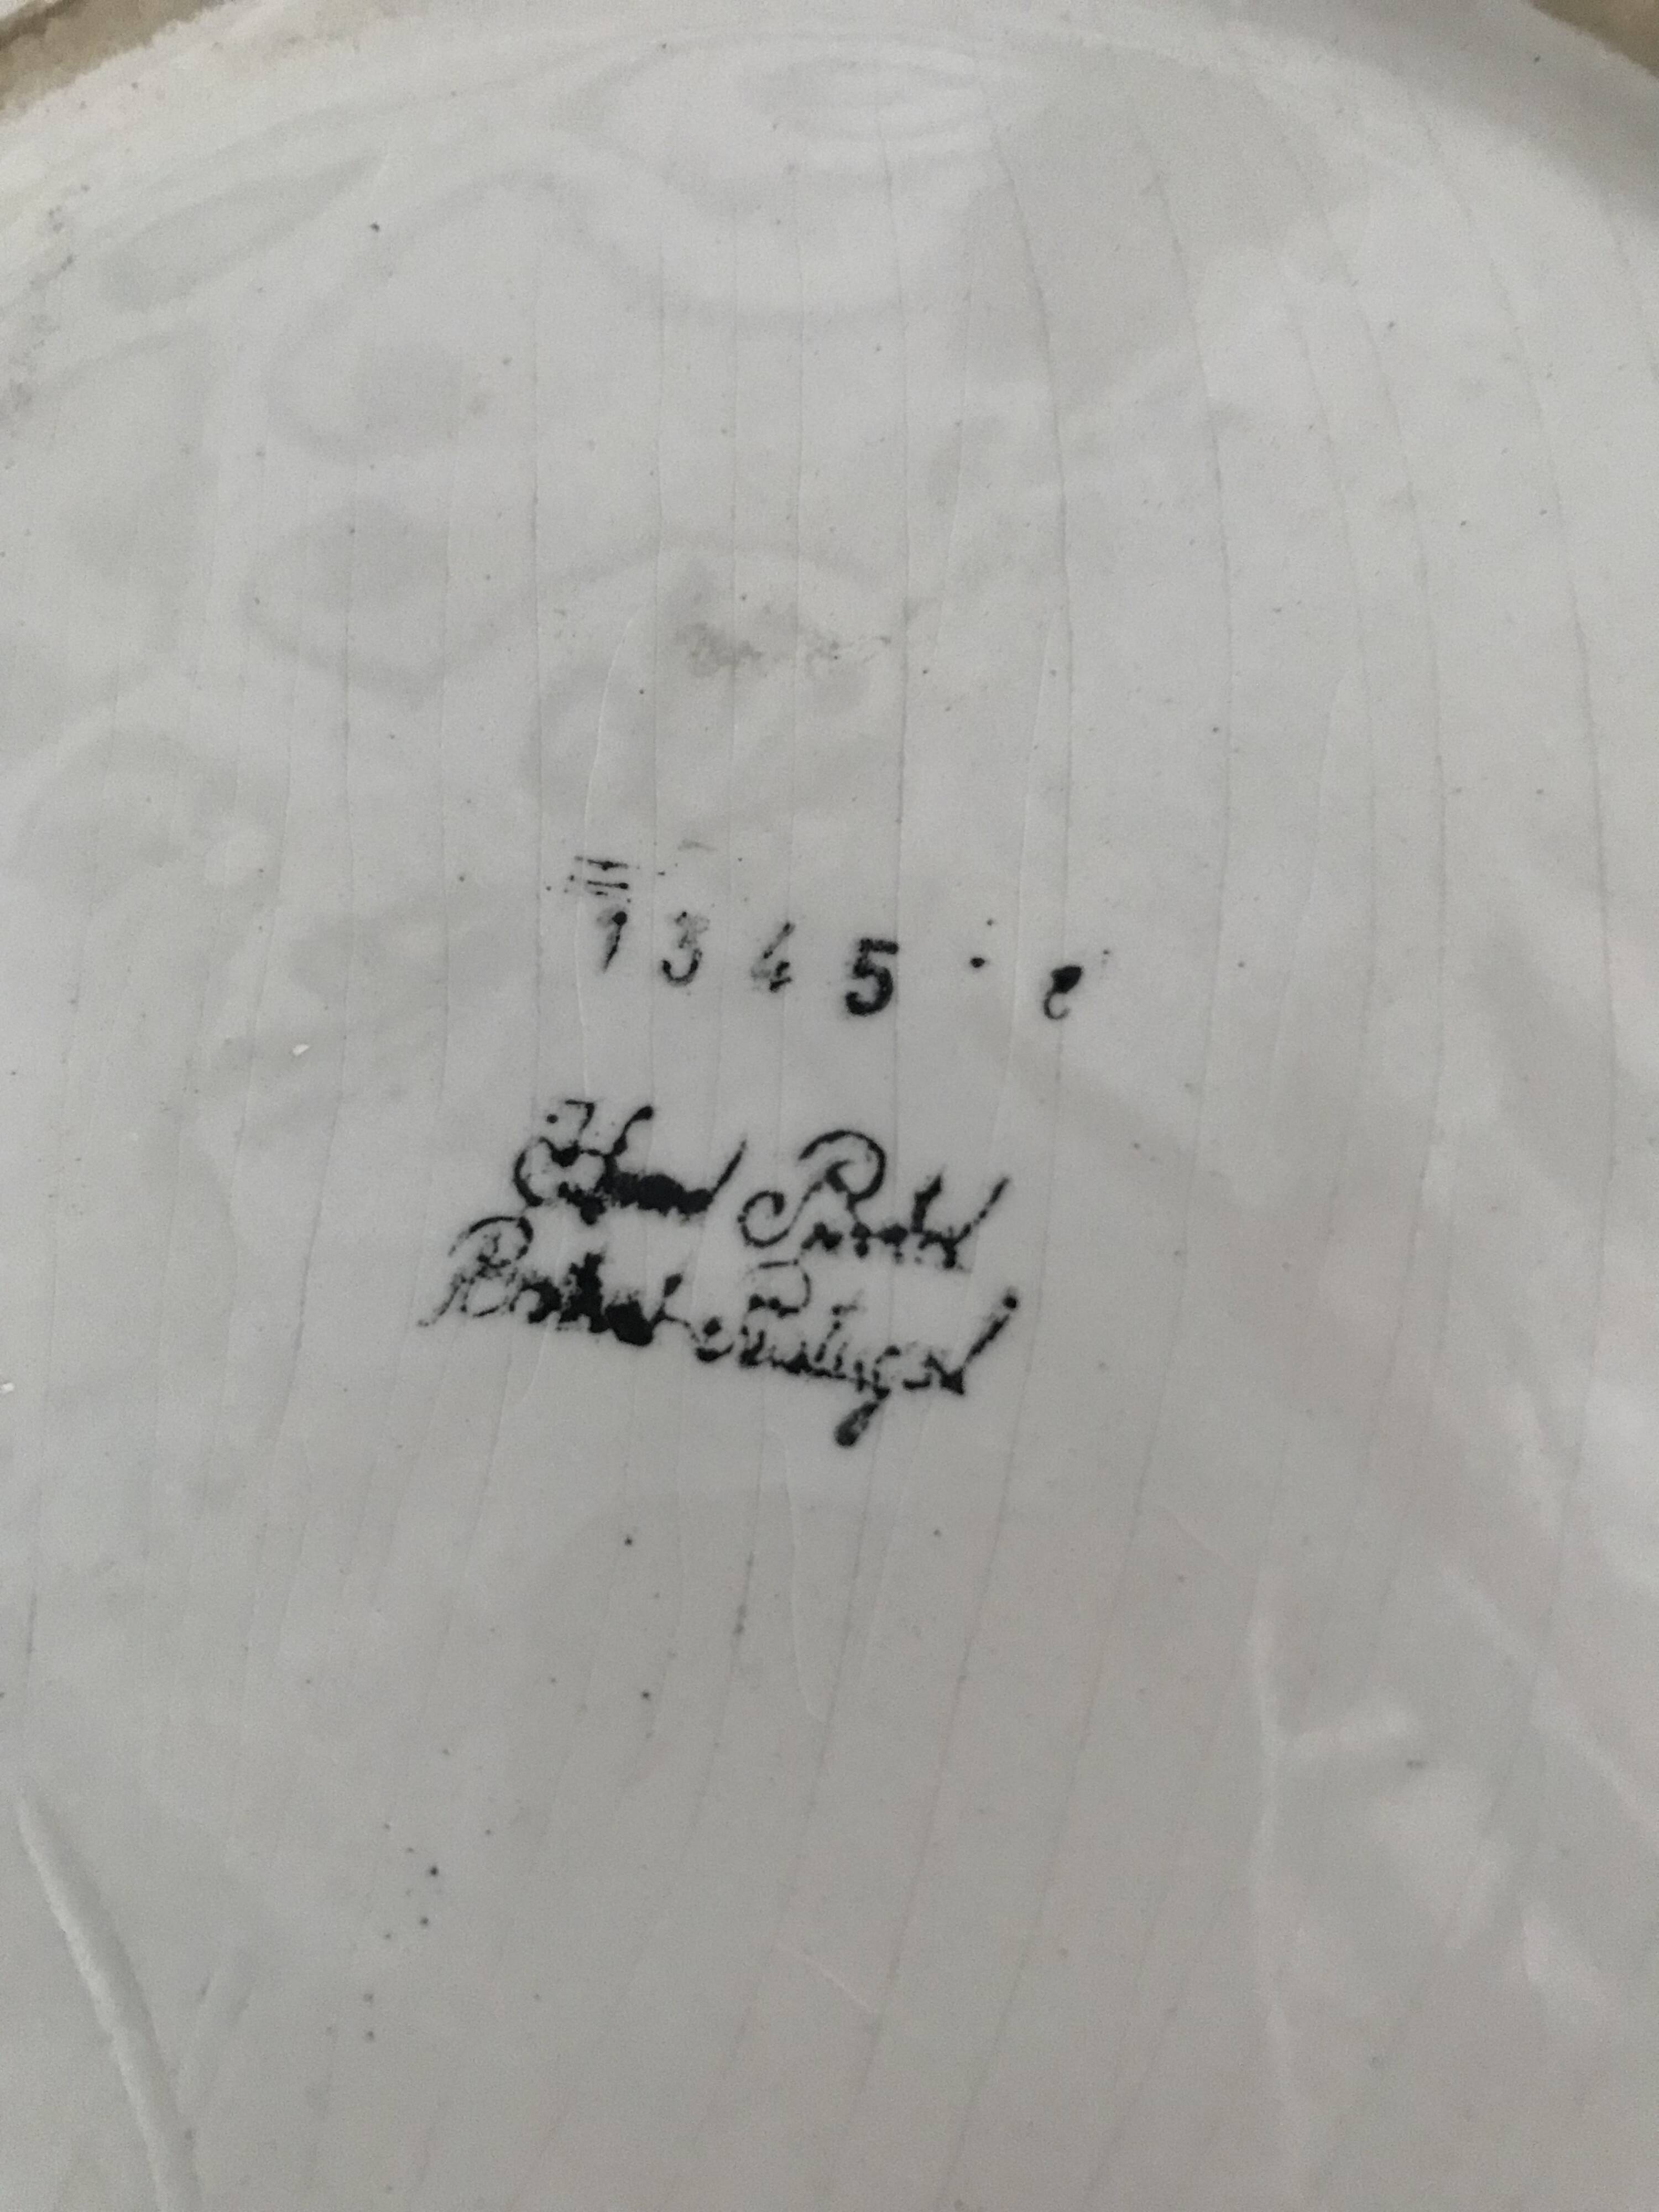 1345
Hand Painted
Portugal